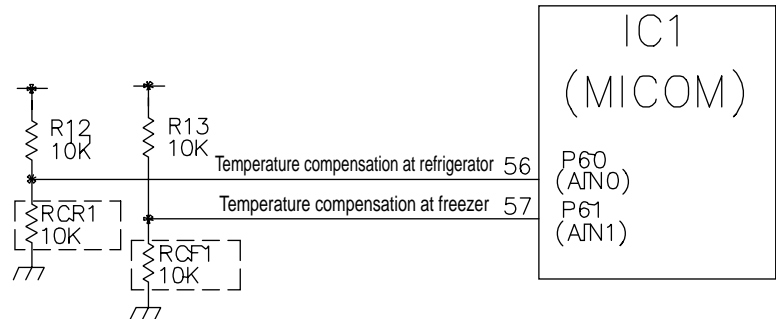 IC1
(MICOM)
R12
10K
R13
10K
Temperature compensation at refrigerator 56
P60
(AIN0)
RCR1
10K
Temperature compensation at freezer 57
P61
(AIN1)
RCF1
10K